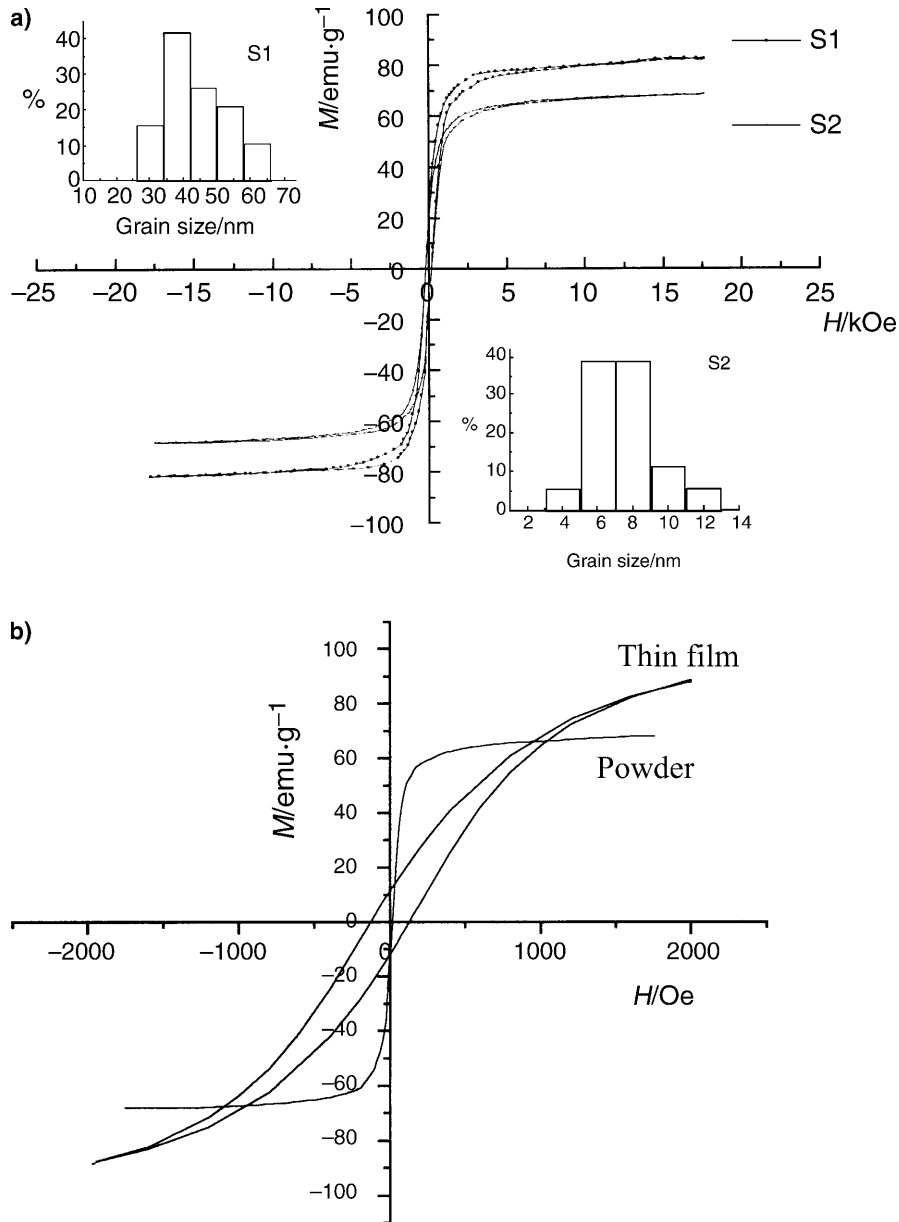 a)
S1
40
30
20
10
0
%
10 20 30 40 50 60 70
Grain size/nm
M/emu·g⁻¹
100
80
60
40
20
0
−20
−40
−60
−80
−100
S1
S2
−25 −20 −15 −10 −5 0 5 10 15 20 25
H/kOe
S2
40
30
20
10
0
%
2 4 6 8 10 12 14
Grain size/nm
b)
M/emu·g⁻¹
100
80
60
40
20
0
−20
−40
−60
−80
−100
Thin film
Powder
−2000 −1000 0 1000 2000
H/Oe